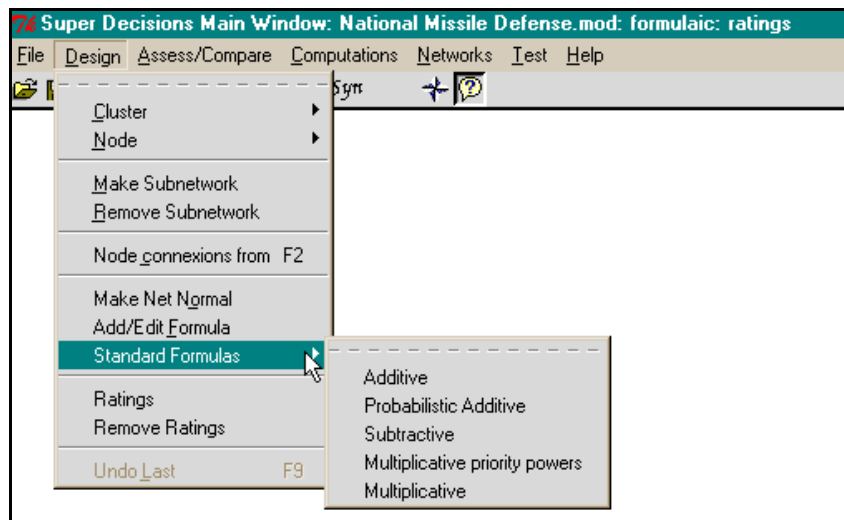 Super Decisions Main Window: National Missile Defense.mod: formulaic: ratings
File Design Assess/Compare Computations Networks Test Help
Syn
Cluster
Node
Make Subnetwork
Remove Subnetwork
Node connexions from F2
Make Net Normal
Add/Edit Formula
Standard Formulas
Additive
Probabilistic Additive
Subtractive
Multiplicative priority powers
Multiplicative
Ratings
Remove Ratings
Undo Last F9